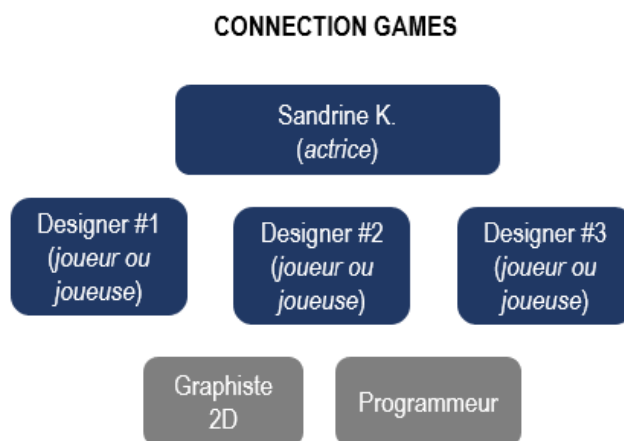 CONNECTION GAMES
Sandrine K.
(actrice)
Designer #1
(joueur ou
joueuse)
Designer #2
(joueur ou
joueuse)
Designer #3
(joueur ou
joueuse)
Graphiste
2D
Programmeur